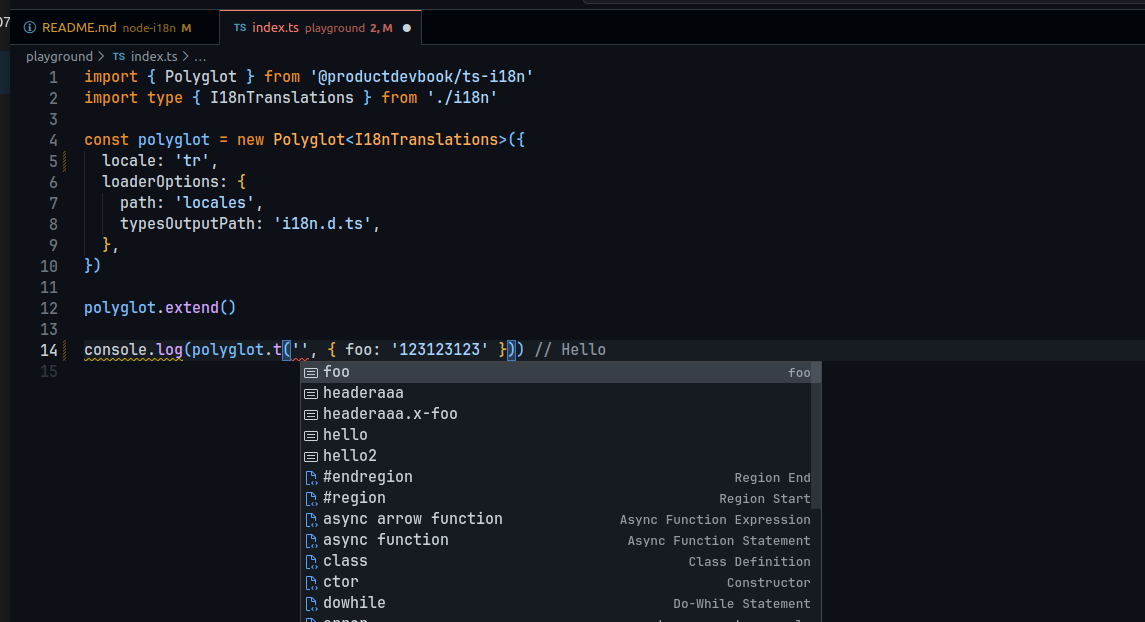 07
README.md node-i18n M
TS index.ts playground 2, M
playground > TS index.ts > ...
1 import { Polyglot } from '@productdevbook/ts-i18n'
2 import type { I18nTranslations } from './i18n'
3
4 const polyglot = new Polyglot<I18nTranslations>({
5 locale: 'tr',
6 loaderOptions: {
7 path: 'locales',
8 typesOutputPath: 'i18n.d.ts',
9 },
10 })
11
12 polyglot.extend()
13
14 console.log(polyglot.t('', { foo: '123123123' })) // Hello
15
foo foo
headeraaa
headeraaa.x-foo
hello
hello2
#endregion Region End
#region Region Start
async arrow function Async Function Expression
async function Async Function Statement
class Class Definition
ctor Constructor
dowhile Do-While Statement